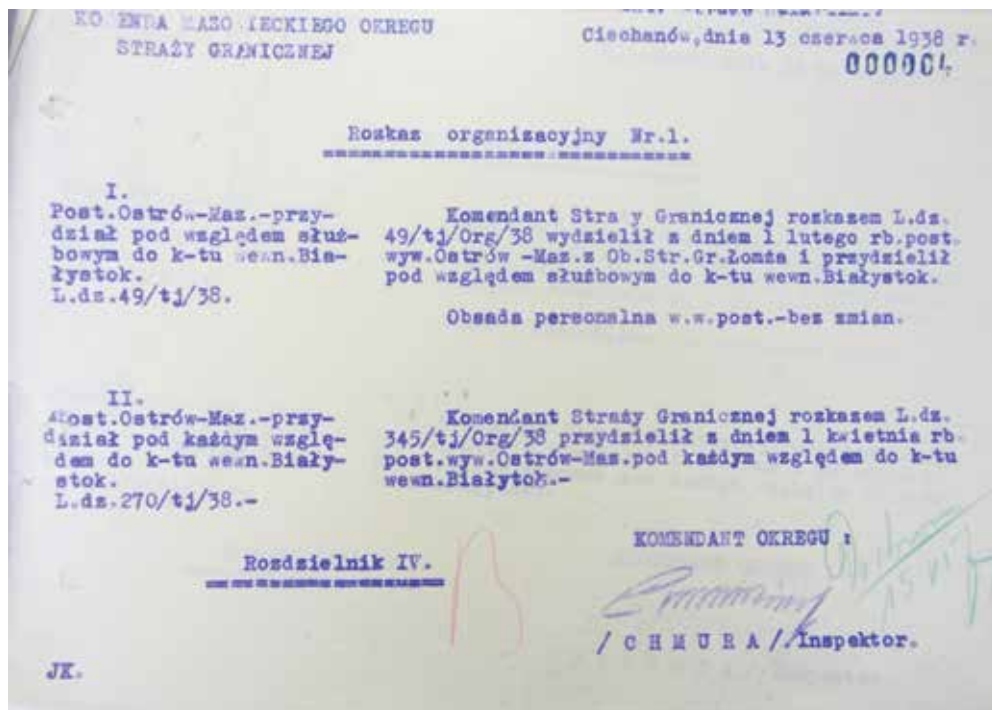 KO ENDA MAZO IECKIEGO OKREGU
STRAŻY GRANICZNEJ
Ciechanów,dnia 13 czerwca 1938 r.
000004
Rozkaz organizacyjny Nr.1.
I.
Post.Ostrów-Maz.-przy-
dział pod względem służ-
bowym do k-tu wewn.Bia-
łystok.
L.dz.49/tj/38.
Komendant Stra y Granicznej rozkazem L.dz.
49/tj/Org/38 wydzielił z dniem 1 lutego rb.post.
wyw.Ostrów -Maz.z Ob.Str.Gr.Łomża i przydzielił
pod względem służbowym do k-tu wewn.Białystok.
Obsada personalna w.w.post.-bez zmian.
II.
Post.Ostrów-Maz.-przy-
dział pod każdym wzglę-
dem do k-tu wewn.Biały-
stok.
L.dz.270/tj/38.-
Komendant Straży Granicznej rozkazem L.dz.
345/tj/Org/38 przydzielił z dniem 1 kwietnia rb.
post.wyw.Ostrów-Maz.pod każdym względem do k-tu
wewn.Białytok.-
Rozdzielnik IV.
KOMENDANT OKREGU :
/ C H M U R A /.Inspektor.
JK.